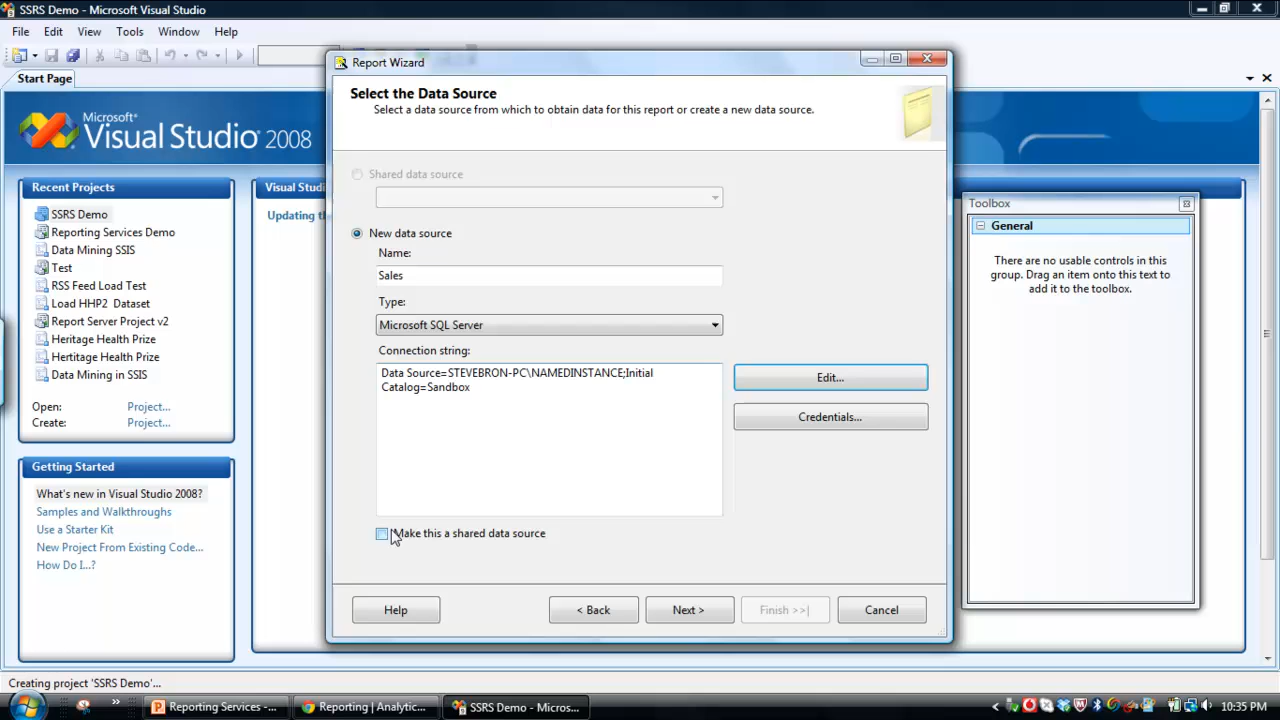 SSRS Demo - Microsoft Visual Studio
File Edit View Tools Window Help
Start Page
Microsoft®
Visual Studio® 2008
Recent Projects
SSRS Demo
Reporting Services Demo
Data Mining SSIS
Test
RSS Feed Load Test
Load HHP2 Dataset
Report Server Project v2
Heritage Health Prize
Heritage Health Prize
Data Mining in SSIS
Open: Project...
Create: Project...
Getting Started
What's new in Visual Studio 2008?
Samples and Walkthroughs
Use a Starter Kit
New Project From Existing Code...
How Do I...?
Visual Studi
Updating th
Report Wizard
Select the Data Source
Select a data source from which to obtain data for this report or create a new data source.
Shared data source
New data source
Name:
Sales
Type:
Microsoft SQL Server
Connection string:
Data Source=STEVEBRON-PC\NAMEDINSTANCE;Initial
Catalog=Sandbox
Edit...
Credentials...
Make this a shared data source
Help
< Back
Next >
Finish >>|
Cancel
Toolbox
General
There are no usable controls in this
group. Drag an item onto this text to
add it to the toolbox.
Creating project 'SSRS Demo'...
Reporting Services -...
Reporting | Analytic...
SSRS Demo - Micros...
10:35 PM